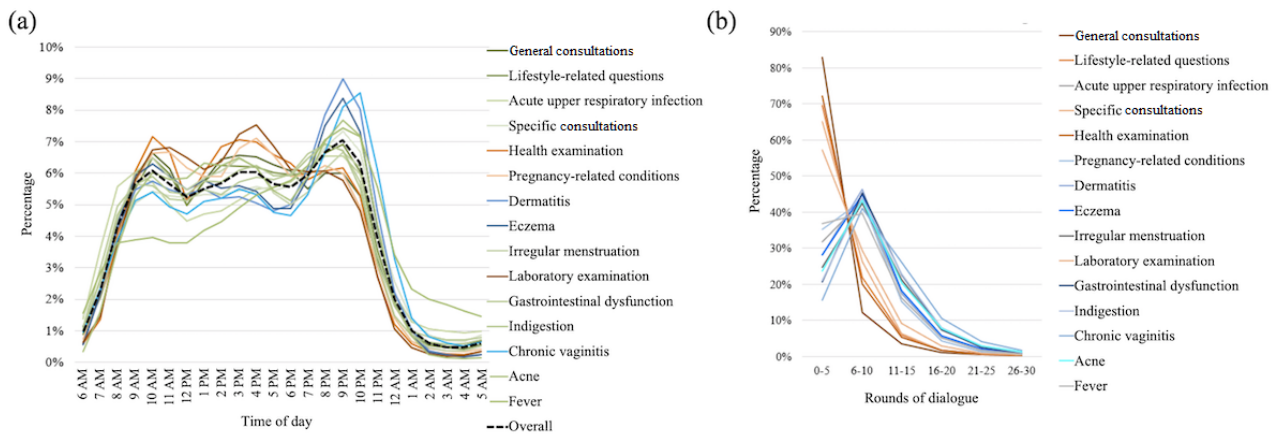 (a)
10%
9%
8%
7%
6%
5%
4%
3%
2%
1%
0%
Percentage
6 AM
7 AM
8 AM
9 AM
10 AM
11 AM
12 PM
1 PM
2 PM
3 PM
4 PM
5 PM
6 PM
7 PM
8 PM
9 PM
10 PM
11 PM
12 AM
1 AM
2 AM
3 AM
4 AM
5 AM
Time of day
General consultations
Lifestyle-related questions
Acute upper respiratory infection
Specific consultations
Health examination
Pregnancy-related conditions
Dermatitis
Eczema
Irregular menstruation
Laboratory examination
Gastrointestinal dysfunction
Indigestion
Chronic vaginitis
Acne
Fever
Overall
(b)
90%
80%
70%
60%
50%
40%
30%
20%
10%
0%
Percentage
0-5
6-10
11-15
16-20
21-25
26-30
Rounds of dialogue
General consultations
Lifestyle-related questions
Acute upper respiratory infection
Specific consultations
Health examination
Pregnancy-related conditions
Dermatitis
Eczema
Irregular menstruation
Laboratory examination
Gastrointestinal dysfunction
Indigestion
Chronic vaginitis
Acne
Fever